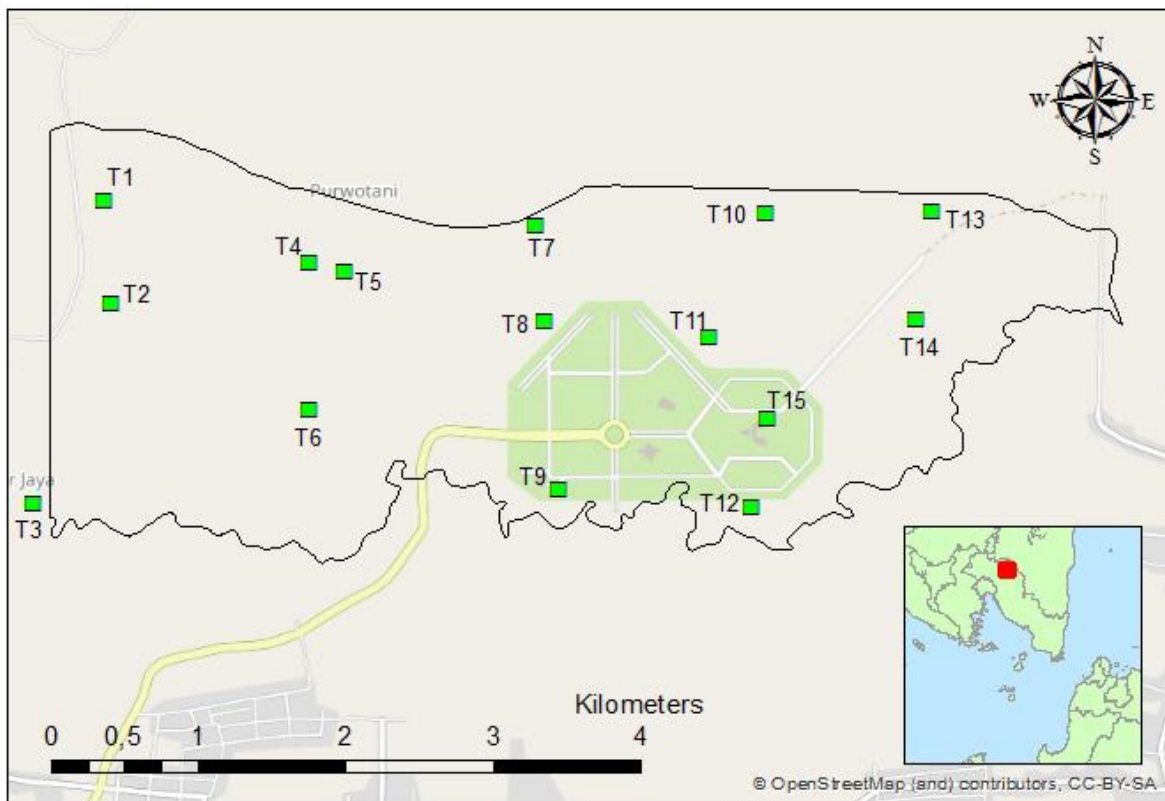 N
W E
S
T1
Purwotani
T10
T13
T7
T4
T5
T2
T8
T11
T14
T6
T15
r Jaya
T9
T3
T12
Kilometers
0 0,5 1 2 3 4
© OpenStreetMap (and) contributors, CC-BY-SA